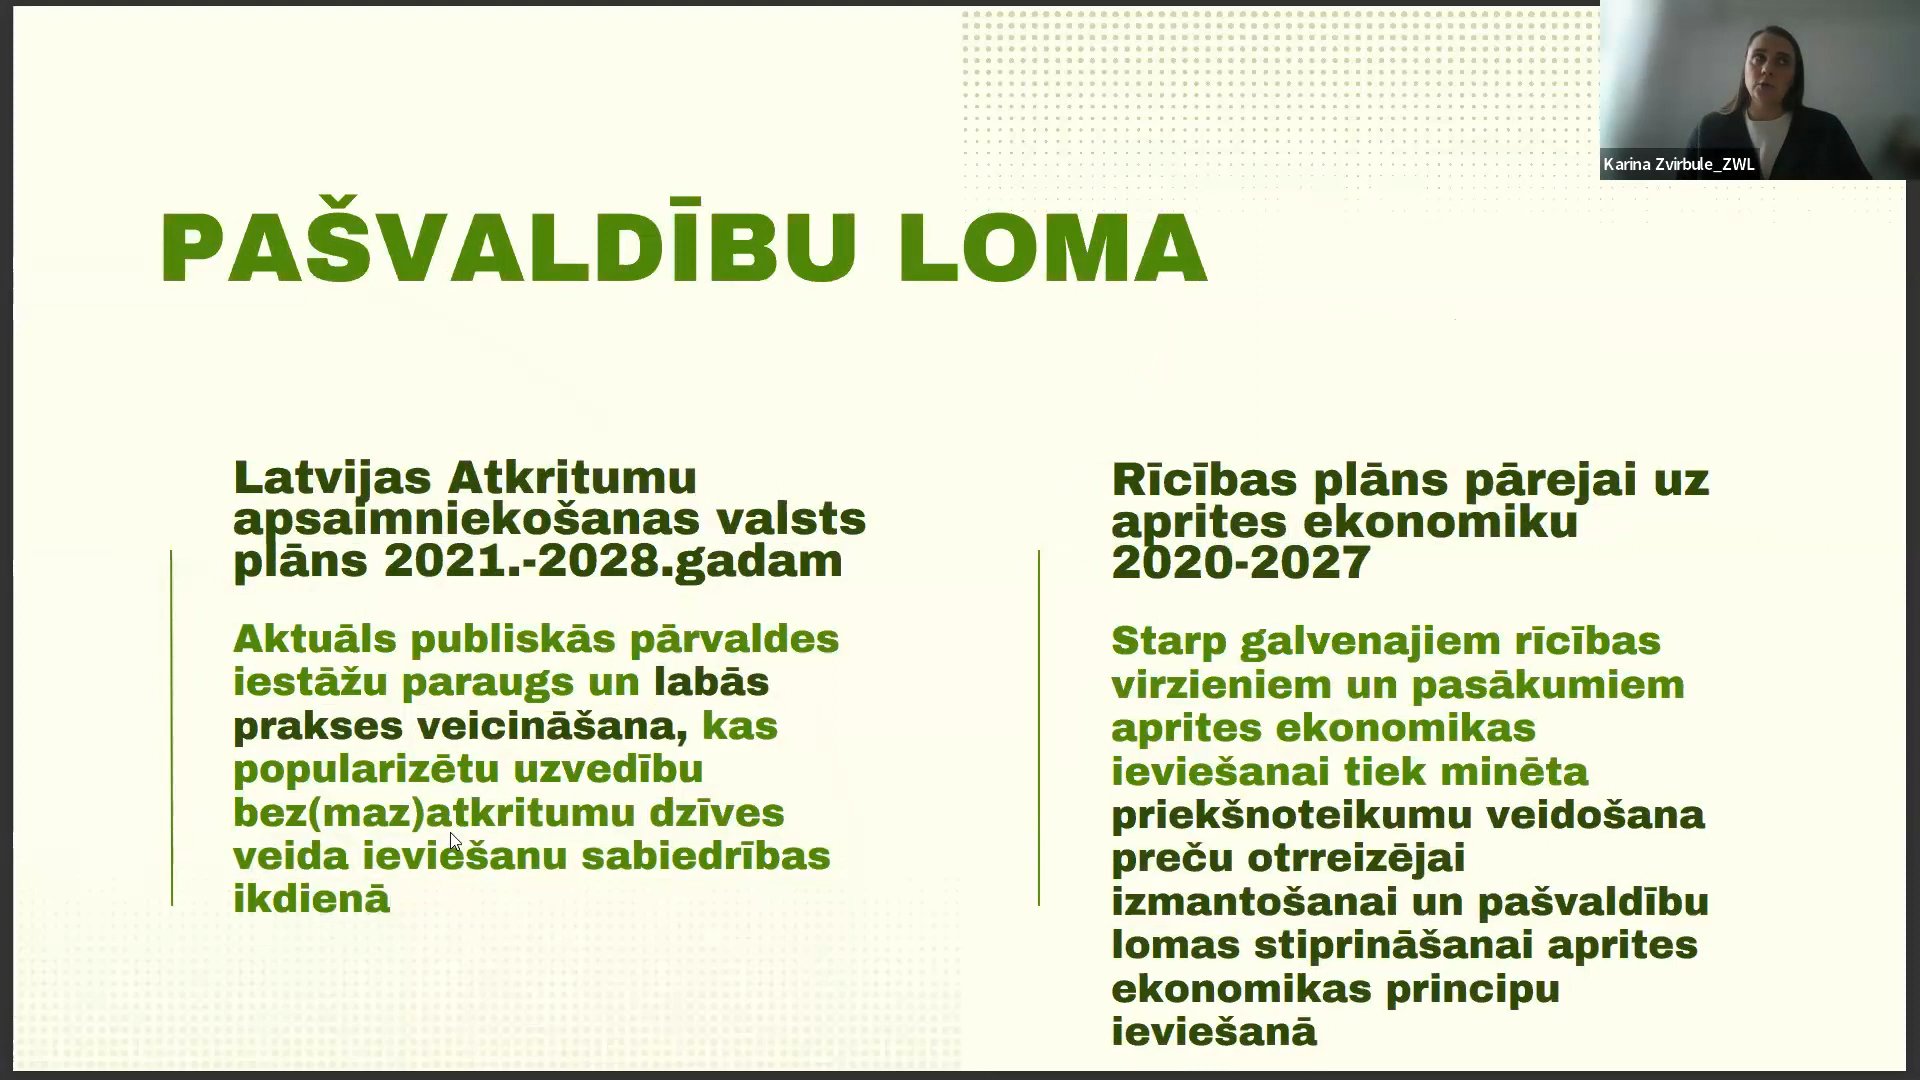 Karina Zvirbule_ZWL
PAŠVALDĪBU LOMA
Latvijas Atkritumu
apsaimniekošanas valsts
plāns 2021.-2028.gadam
Aktuāls publiskās pārvaldes
iestāžu paraugs un labās
prakses veicināšana, kas
popularizētu uzvedību
bez(maz)atkritumu dzīves
veida ieviešanu sabiedrības
ikdienā
Rīcības plāns pārejai uz
aprites ekonomiku
2020-2027
Starp galvenajiem rīcības
virzieniem un pasākumiem
aprites ekonomikas
ieviešanai tiek minēta
priekšnoteikumu veidošana
preču otrreizējai
izmantošanai un pašvaldību
lomas stiprināšanai aprites
ekonomikas principu
ieviešanā